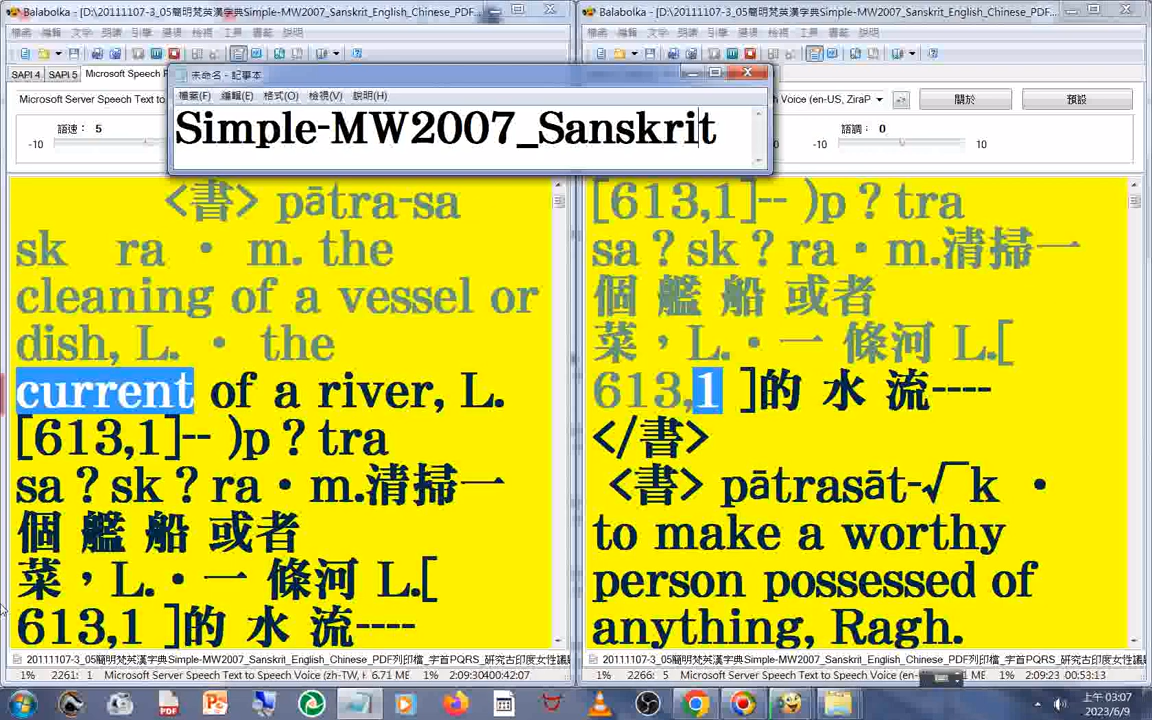 Balabolka - [D:\20111107-3_05簡明梵英漢字典Simple-MW2007_Sanskrit_English_Chinese_PDF...
Balabolka - [D:\20111107-3_05簡明梵英漢字典Simple-MW2007_Sanskrit_English_Chinese_PDF...
SAPI 4 SAPI 5 Microsoft Speech P
未命名 - 記事本
檔案(F) 編輯(E) 格式(O) 檢視(V) 說明(H)
Simple-MW2007_Sanskrit
Microsoft Server Speech Text to
Voice (en-US, ZiraP
關於
預設
語速： 5
-10
語調： 0
-10 10
<書> pātra-sa
sk ra • m. the
cleaning of a vessel or
dish, L. • the
current of a river, L.
[613,1]-- )p？tra
sa？sk？ra•m.清掃一
個 艦 船 或者
菜，L.•一 條河 L.[
613,1 ]的 水 流----
[613,1]-- )p？tra
sa？sk？ra•m.清掃一
個 艦 船 或者
菜，L.•一 條河 L.[
613,1 ]的 水 流----
</書>
<書> pātrasāt-√k •
to make a worthy
person possessed of
anything, Ragh.
20111107-3_05簡明梵英漢字典Simple-MW2007_Sanskrit_English_Chinese_PDF列印檔_字首PQRS_研究古印度女性議
20111107-3_05簡明梵英漢字典Simple-MW2007_Sanskrit_English_Chinese_PDF列印檔_字首PQRS_研究古印度女性議
1% 2261: 1 Microsoft Server Speech Text to Speech Voice (zh-TW, H 6.71 ME 1% 2:09:30400:42:07
1% 2266: 5 Microsoft Server Speech Text to Speech Voice (en- 1% 2:09:23 00:53:13
上午 03:07
2023/6/9